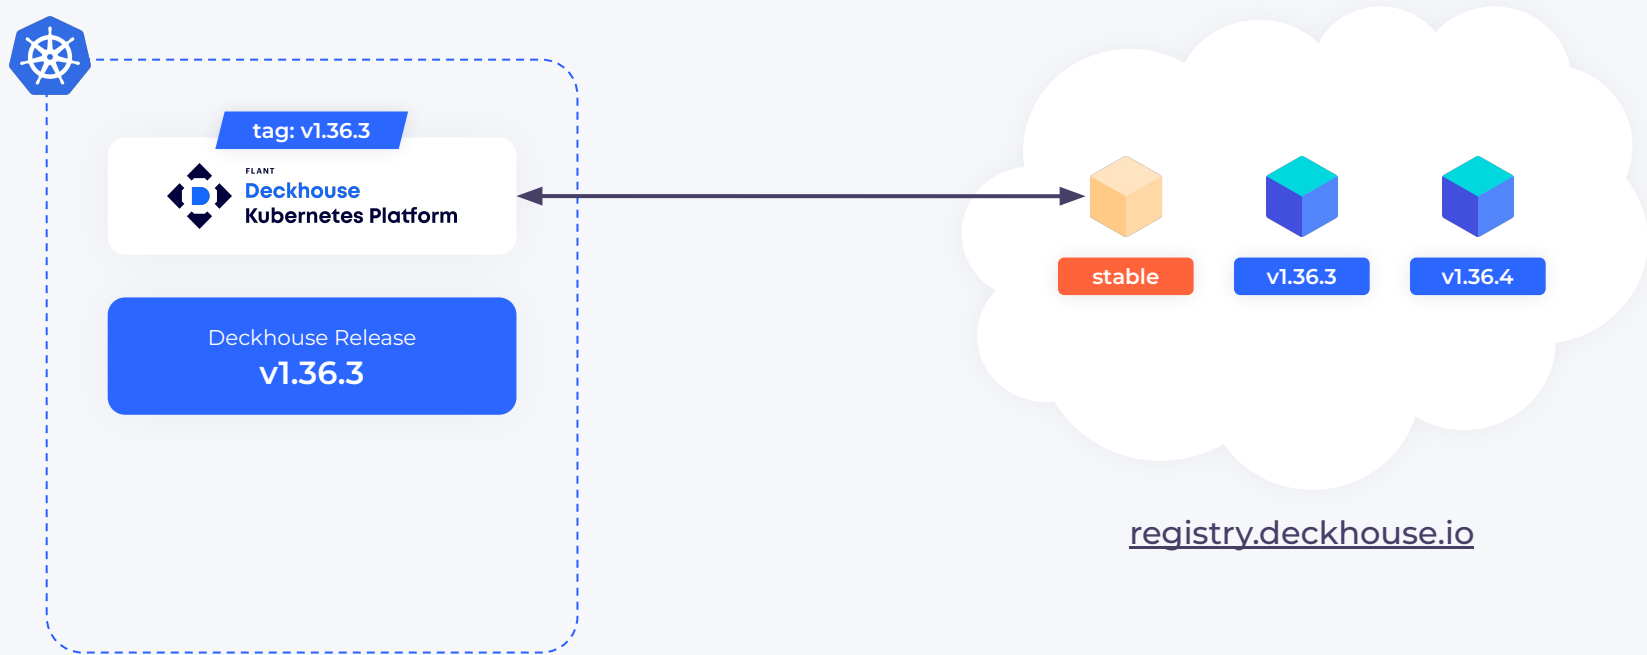 tag: v1.36.3
FLANT
Deckhouse
Kubernetes Platform
Deckhouse Release
v1.36.3
stable
v1.36.3
v1.36.4
registry.deckhouse.io